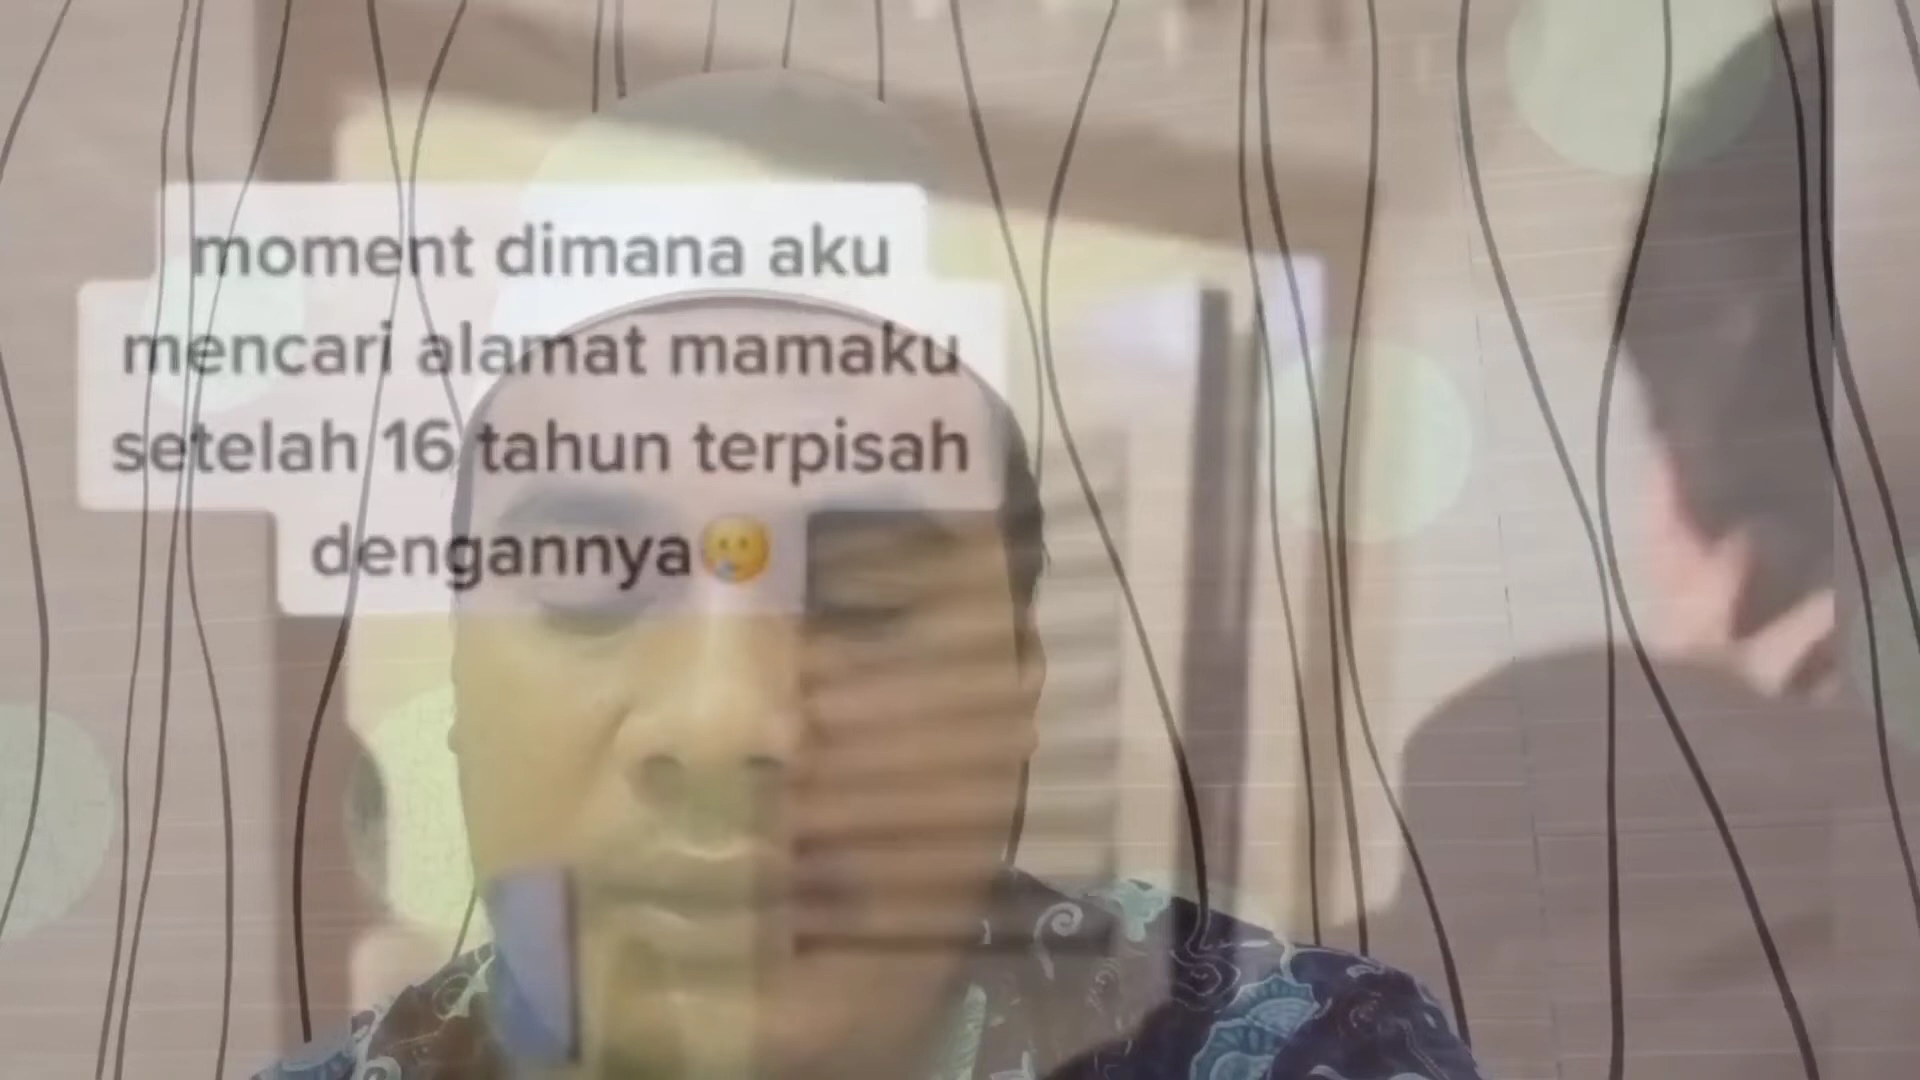 moment dimana aku
mencari alamat mamaku
setelah 16 tahun terpisah
dengannya🥲